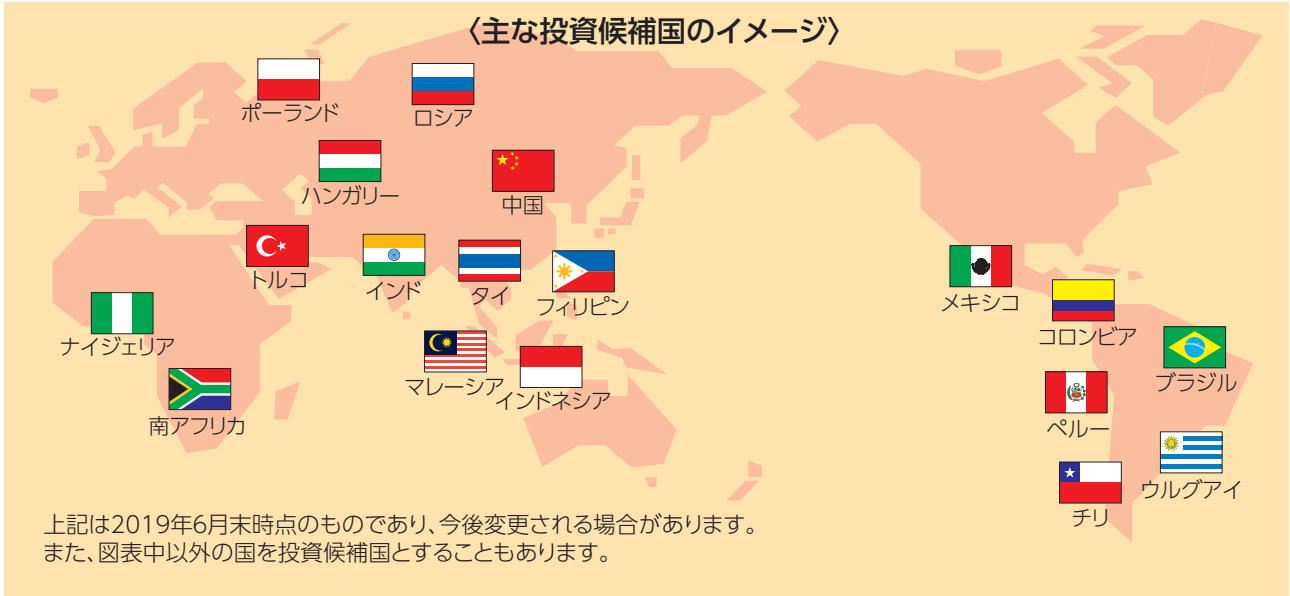 〈主な投資候補国のイメージ〉
ポーランド
ロシア
ハンガリー
中国
トルコ
インド
タイ
フィリピン
メキシコ
コロンビア
ナイジェリア
マレーシア
インドネシア
ブラジル
南アフリカ
ペルー
ウルグアイ
チリ
上記は2019年6月末時点のものであり、今後変更される場合があります。
また、図表中以外の国を投資候補国とすることもあります。